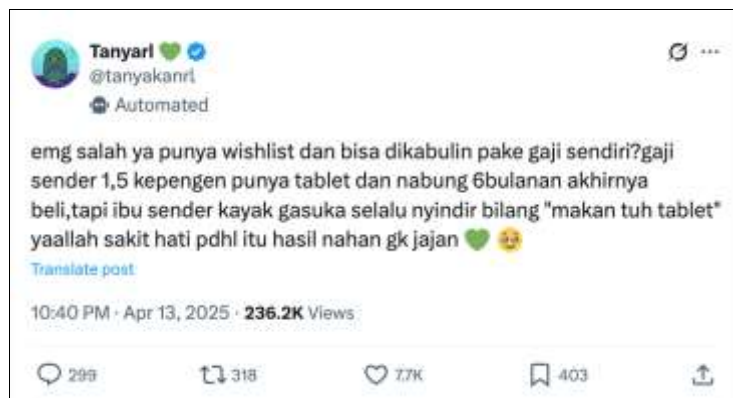 Tanyarl 💚
@tanyakanrl
Automated
emg salah ya punya wishlist dan bisa dikabulin pake gaji sendiri?gaji
sender 1,5 kepengen punya tablet dan nabung 6bulanan akhirnya
beli,tapi ibu sender kayak gasuka selalu nyindir bilang "makan tuh tablet"
yaallah sakit hati pdhl itu hasil nahan gk jajan 💚 🥹
Translate post
10:40 PM · Apr 13, 2025 · 236.2K Views
299 318 7.7K 403